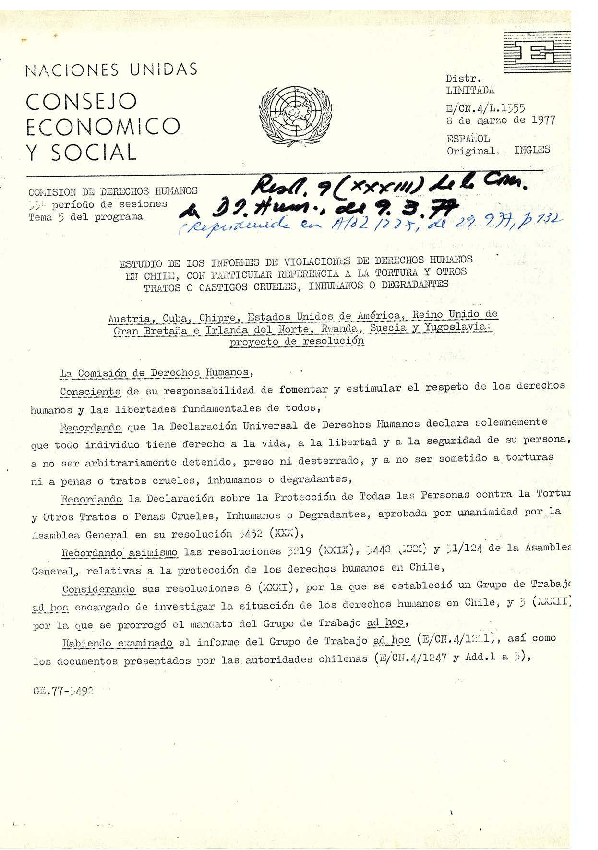 E
NACIONES UNIDAS
CONSEJO
ECONOMICO
Y SOCIAL
Distr.
LIMITADA
E/CN.4/L.1355
8 de marzo de 1977
ESPAÑOL
Original: INGLES
COMISION DE DERECHOS HUMANOS
33º período de sesiones
Tema 5 del programa
Resol. 9 (XXXIII) de la Com.
de D. Hum., de 9.3.77
(Reproducida en A/32/227, de 29.9.77, p. 132
ESTUDIO DE LOS INFORMES DE VIOLACIONES DE DERECHOS HUMANOS
EN CHILE, CON PARTICULAR REFERENCIA A LA TORTURA Y OTROS
TRATOS O CASTIGOS CRUELES, INHUMANOS O DEGRADANTES
Austria, Cuba, Chipre, Estados Unidos de América, Reino Unido de
Gran Bretaña e Irlanda del Norte, Rwanda, Suecia y Yugoslavia:
proyecto de resolución
La Comisión de Derechos Humanos,
Consciente de su responsabilidad de fomentar y estimular el respeto de los derechos
humanos y las libertades fundamentales de todos,
Recordando que la Declaración Universal de Derechos Humanos declara solemnemente
que todo individuo tiene derecho a la vida, a la libertad y a la seguridad de su persona,
a no ser arbitrariamente detenido, preso ni desterrado, y a no ser sometido a torturas
ni a penas o tratos crueles, inhumanos o degradantes,
Recordando la Declaración sobre la Protección de Todas las Personas contra la Tortur
y Otros Tratos o Penas Crueles, Inhumanos o Degradantes, aprobada por unanimidad por la
Asamblea General en su resolución 3452 (XXX),
Recordando asimismo las resoluciones 3219 (XXIX), 3448 (XXX) y 31/124 de la Asamblea
General, relativas a la protección de los derechos humanos en Chile,
Considerando sus resoluciones 8 (XXXI), por la que se estableció un Grupo de Trabajo
ad hoc encargado de investigar la situación de los derechos humanos en Chile, y 3 (XXXII)
por la que se prorrogó el mandato del Grupo de Trabajo ad hoc,
Habiendo examinado el informe del Grupo de Trabajo ad hoc (E/CN.4/1221), así como
los documentos presentados por las autoridades chilenas (E/CN.4/1247 y Add.1 a 3),
GE.77-3492